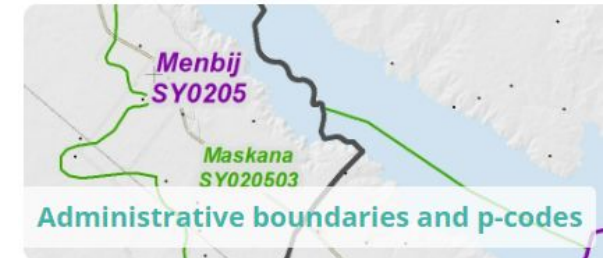 Menbij
SY0205
Maskana
SY020503
Administrative boundaries and p-codes